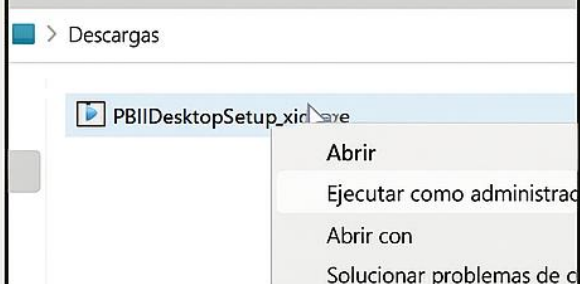 Descargas
PBIIDesktopSetup_
Abrir
Ejecutar como administrac
Abrir con
Solucionar problemas de c